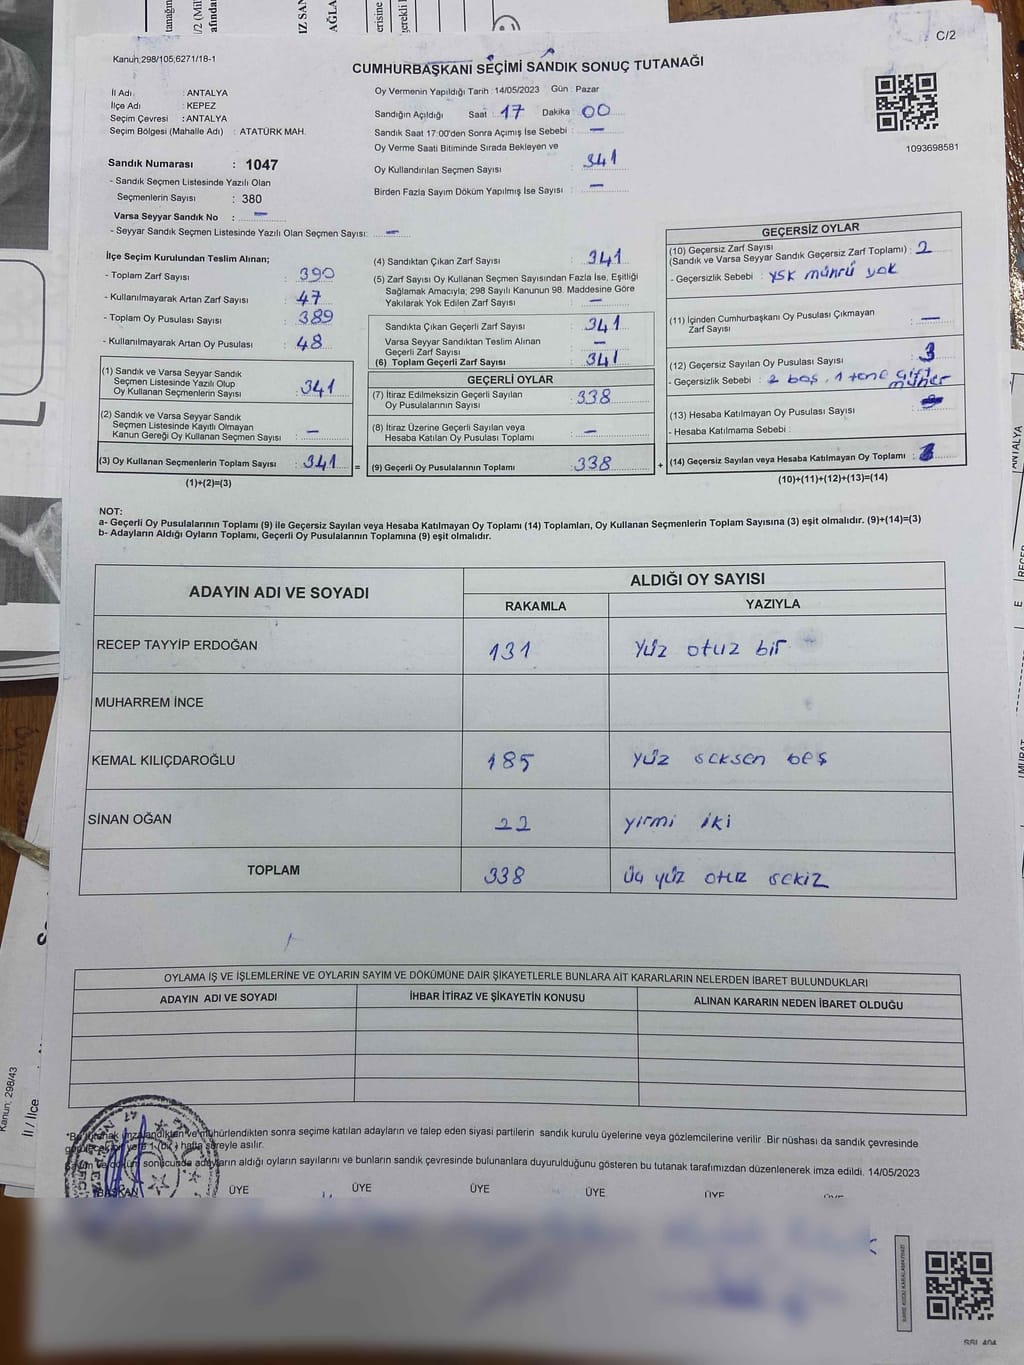 C/2
Kanun;298/105,6271/18-1
CUMHURBAŞKANI SEÇİMİ SANDIK SONUÇ TUTANAĞI
İl Adı : ANTALYA
İlçe Adı : KEPEZ
Seçim Çevresi : ANTALYA
Seçim Bölgesi (Mahalle Adı) : ATATÜRK MAH.
Oy Vermenin Yapıldığı Tarih : 14/05/2023 Gün : Pazar
Sandığın Açıldığı Saat : 17 Dakika 00
Sandık Saat 17:00'den Sonra Açımış İse Sebebi : —
Oy Verme Saati Bitiminde Sırada Bekleyen ve
Oy Kullandırılan Seçmen Sayısı : 341
Birden Fazla Sayım Döküm Yapılmış İse Sayısı : —
1093698581
Sandık Numarası : 1047
- Sandık Seçmen Listesinde Yazılı Olan
Seçmenlerin Sayısı : 380
Varsa Seyyar Sandık No : —
- Seyyar Sandık Seçmen Listesinde Yazılı Olan Seçmen Sayısı: —
İlçe Seçim Kurulundan Teslim Alınan;
- Toplam Zarf Sayısı : 390
- Kullanılmayarak Artan Zarf Sayısı : 47
- Toplam Oy Pusulası Sayısı : 389
- Kullanılmayarak Artan Oy Pusulası : 48
(1) Sandık ve Varsa Seyyar Sandık
Seçmen Listesinde Yazılı Olup
Oy Kullanan Seçmenlerin Sayısı : 341
(2) Sandık ve Varsa Seyyar Sandık
Seçmen Listesinde Kayıtlı Olmayan
Kanun Gereği Oy Kullanan Seçmen Sayısı : —
(3) Oy Kullanan Seçmenlerin Toplam Sayısı : 341 =
(1)+(2)=(3)
(4) Sandıktan Çıkan Zarf Sayısı : 341
(5) Zarf Sayısı Oy Kullanan Seçmen Sayısından Fazla İse, Eşitliği
Sağlamak Amacıyla; 298 Sayılı Kanunun 98. Maddesine Göre
Yakılarak Yok Edilen Zarf Sayısı : —
Sandıkta Çıkan Geçerli Zarf Sayısı : 341
Varsa Seyyar Sandıktan Teslim Alınan
Geçerli Zarf Sayısı : —
(6) Toplam Geçerli Zarf Sayısı : 341
GEÇERLİ OYLAR
(7) İtiraz Edilmeksizin Geçerli Sayılan
Oy Pusulalarının Sayısı : 338
(8) İtiraz Üzerine Geçerli Sayılan veya
Hesaba Katılan Oy Pusulası Toplamı : —
(9) Geçerli Oy Pusulalarının Toplamı : 338 +
GEÇERSİZ OYLAR
(10) Geçersiz Zarf Sayısı
(Sandık ve Varsa Seyyar Sandık Geçersiz Zarf Toplamı) : 2
- Geçersizlik Sebebi : YSK mührü yok
(11) İçinden Cumhurbaşkanı Oy Pusulası Çıkmayan
Zarf Sayısı : —
(12) Geçersiz Sayılan Oy Pusulası Sayısı : 3
- Geçersizlik Sebebi : 2 boş, 1 tane çift mühür
(13) Hesaba Katılmayan Oy Pusulası Sayısı :
- Hesaba Katılmama Sebebi :
(14) Geçersiz Sayılan veya Hesaba Katılmayan Oy Toplamı : 3
(10)+(11)+(12)+(13)=(14)
NOT:
a- Geçerli Oy Pusulalarının Toplamı (9) ile Geçersiz Sayılan veya Hesaba Katılmayan Oy Toplamı (14) Toplamları, Oy Kullanan Seçmenlerin Toplam Sayısına (3) eşit olmalıdır. (9)+(14)=(3)
b- Adayların Aldığı Oyların Toplamı, Geçerli Oy Pusulalarının Toplamına (9) eşit olmalıdır.
ADAYIN ADI VE SOYADI
ALDIĞI OY SAYISI
RAKAMLA YAZIYLA
RECEP TAYYİP ERDOĞAN 131 yüz otuz bir
MUHARREM İNCE
KEMAL KILIÇDAROĞLU 185 yüz seksen beş
SİNAN OĞAN 22 yirmi iki
TOPLAM 338 üç yüz otuz sekiz
OYLAMA İŞ VE İŞLEMLERİNE VE OYLARIN SAYIM VE DÖKÜMÜNE DAİR ŞİKAYETLERLE BUNLARA AİT KARARLARIN NELERDEN İBARET BULUNDUKLARI
ADAYIN ADI VE SOYADI İHBAR İTİRAZ VE ŞİKAYETİN KONUSU ALINAN KARARIN NEDEN İBARET OLDUĞU
mühürlendikten sonra seçime katılan adayların ve talep eden siyasi partilerin sandık kurulu üyelerine veya gözlemcilerine verilir .Bir nüshası da sandık çevresinde
hafta süreyle asılır.
sonucunda adayların aldığı oyların sayılarını ve bunların sandık çevresinde bulunanlara duyurulduğunu gösteren bu tutanak tarafımızdan düzenlenerek imza edildi. 14/05/2023
BAŞKAN ÜYE ÜYE ÜYE ÜYE ÜYE
Kanun; 298/43
İl / İlçe
ANTALYA